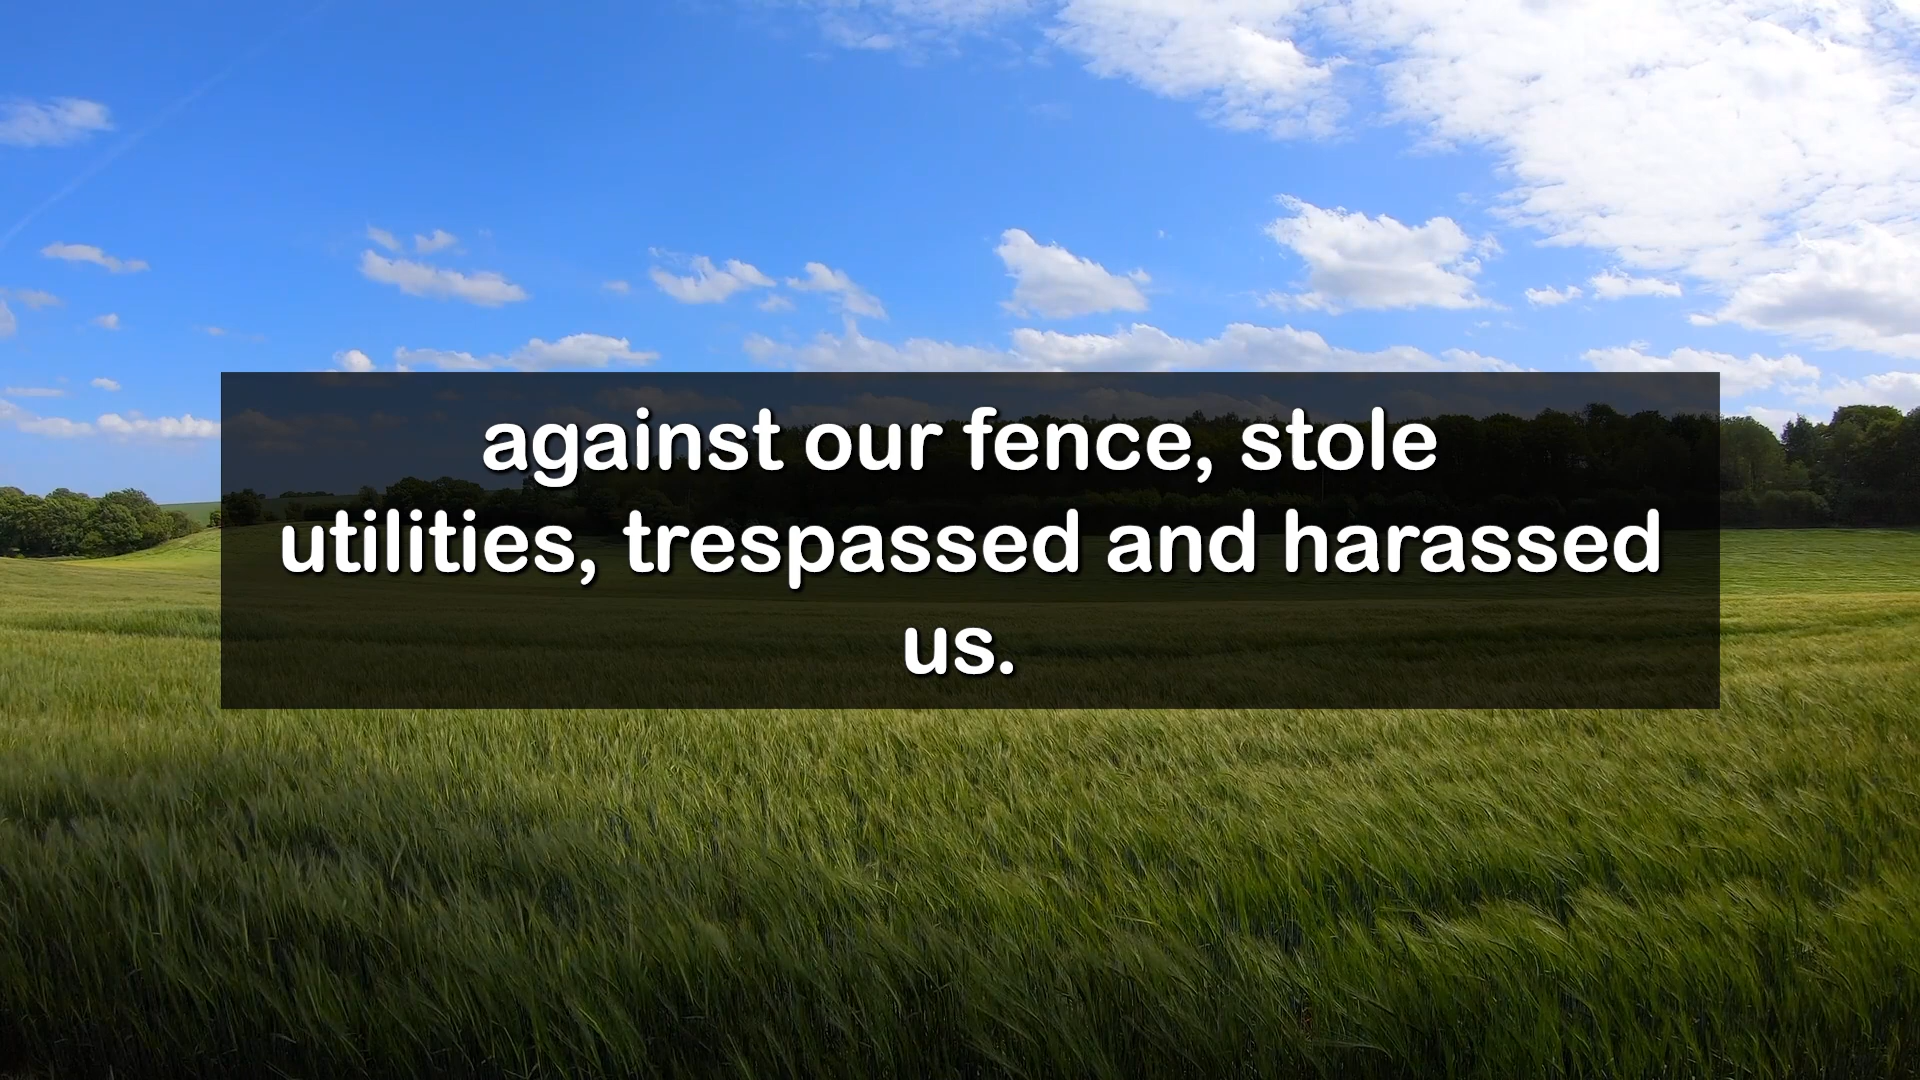 against our fence, stole
utilities, trespassed and harassed
us.